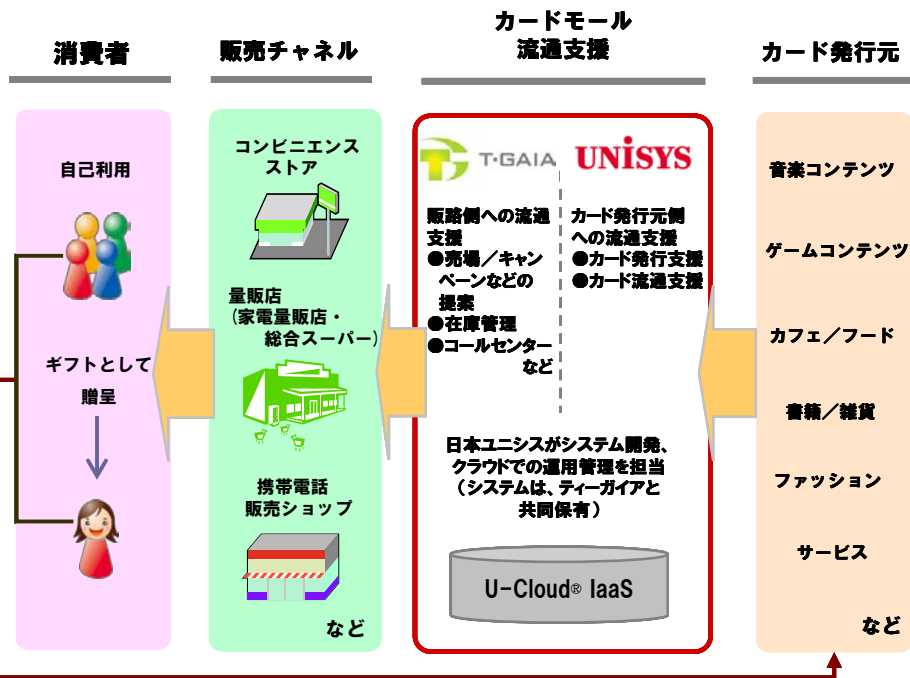 消費者
販売チャネル
カードモール
流通支援
カード発行元
自己利用
ギフトとして
贈呈
コンビニエンス
ストア
量販店
(家電量販店・
総合スーパー)
携帯電話
販売ショップ
など
T-GAIA
UNiSYS
販路側への流通
支援
●売場／キャン
ペーンなどの
提案
●在庫管理
●コールセンター
など
カード発行元側
への流通支援
●カード発行支援
●カード流通支援
日本ユニシスがシステム開発、
クラウドでの運用管理を担当
（システムは、ティーガイアと
共同保有）
U-Cloud® IaaS
音楽コンテンツ
ゲームコンテンツ
カフェ／フード
書籍／雑貨
ファッション
サービス
など